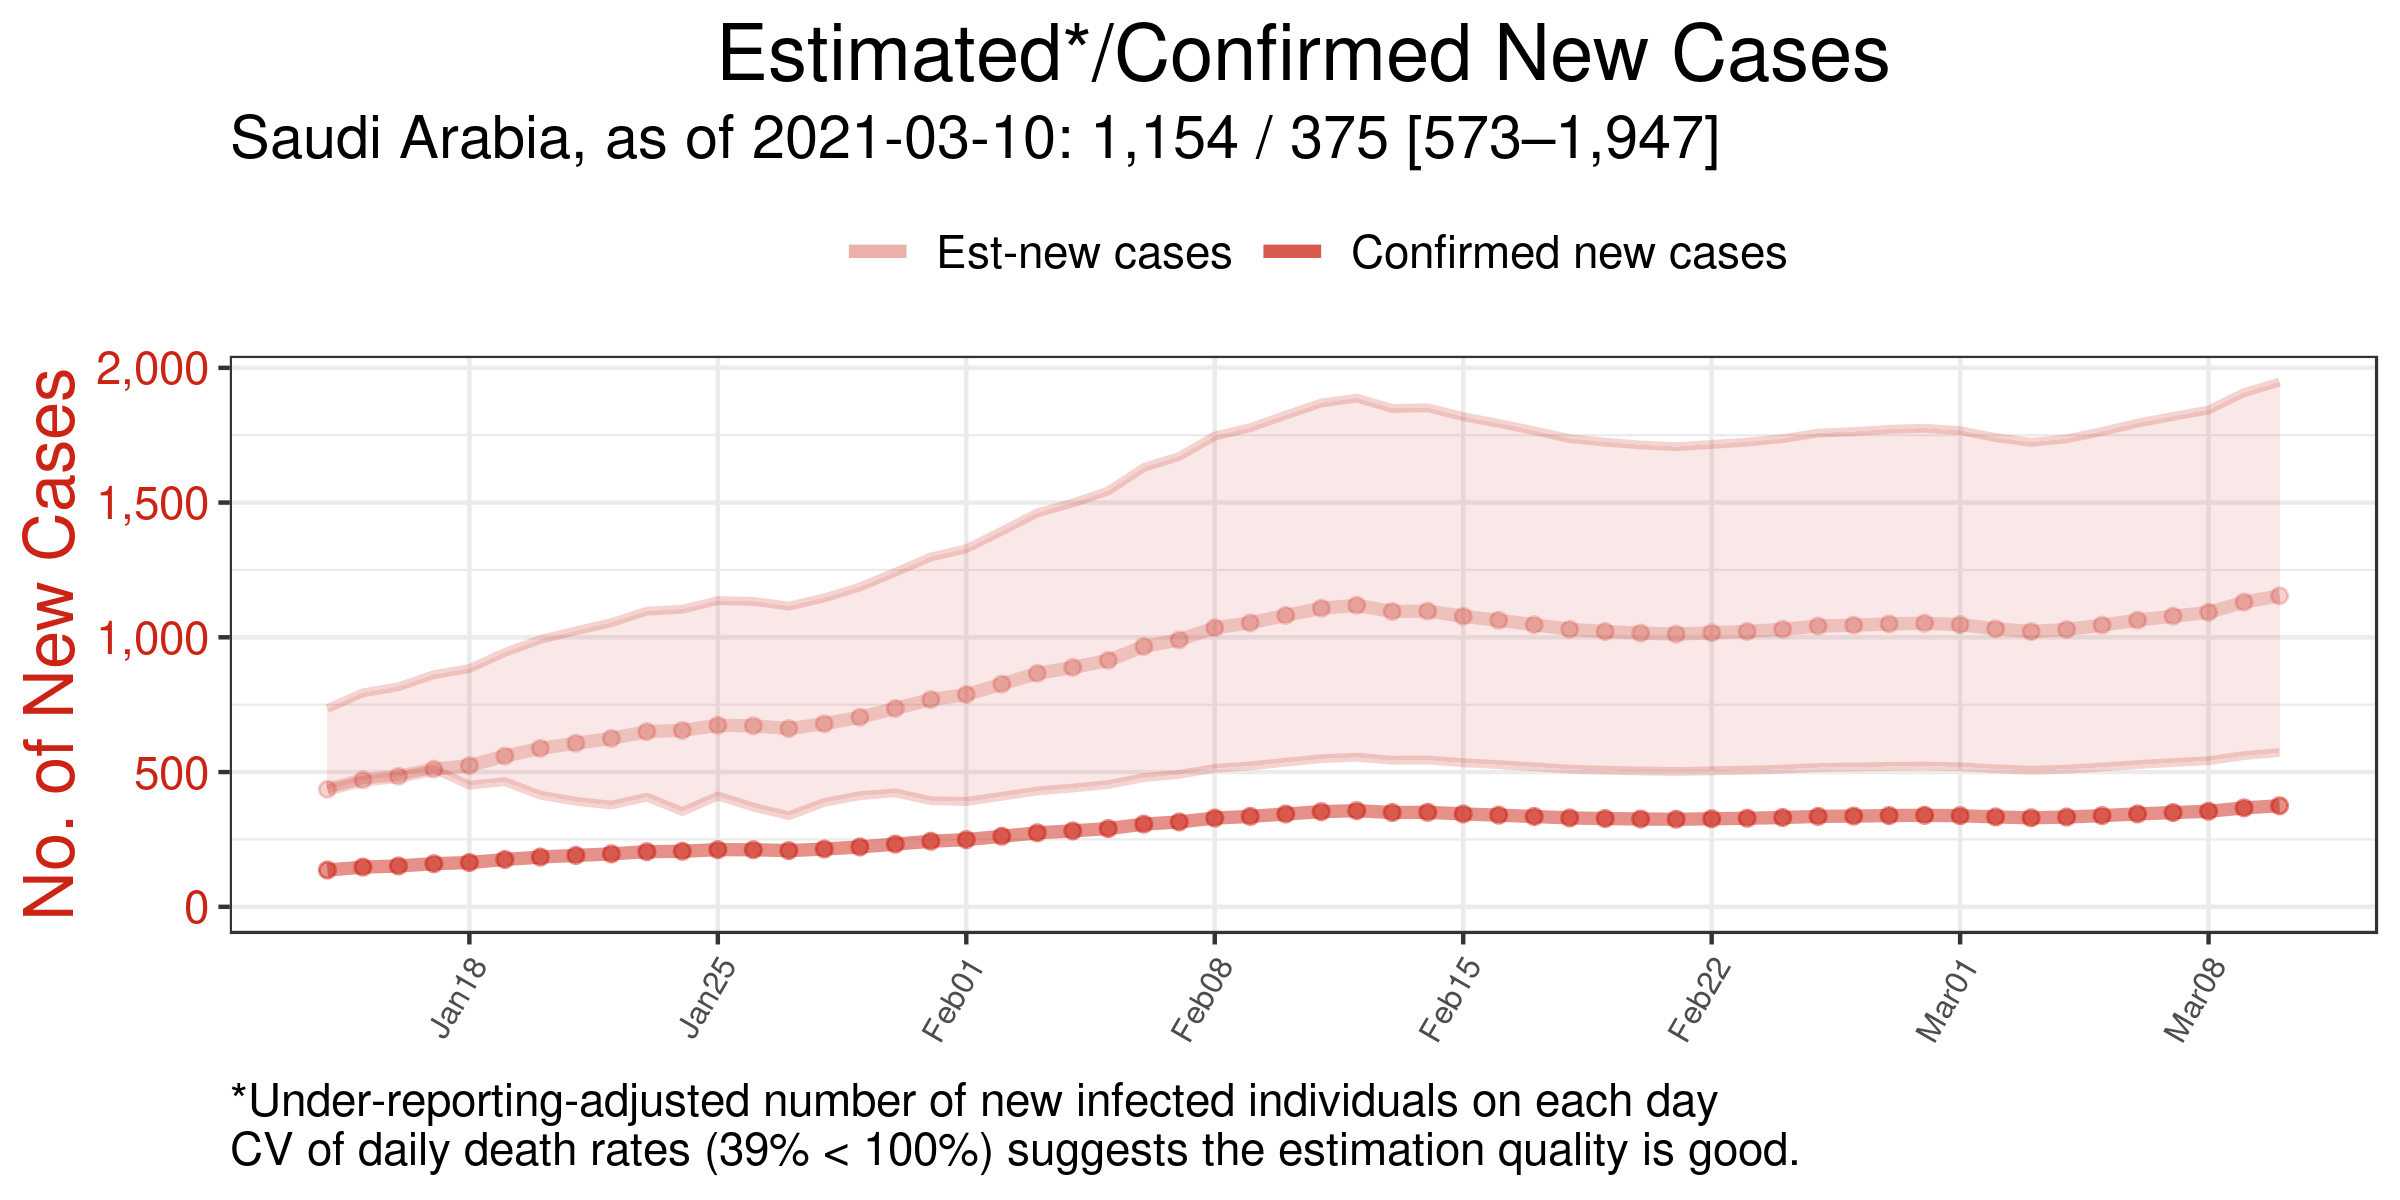 Estimated*/Confirmed New Cases
Saudi Arabia, as of 2021-03-10: 1,154 / 375 [573–1,947]
Est-new cases Confirmed new cases
No. of New Cases
2,000
1,500
1,000
500
0
Jan18 Jan25 Feb01 Feb08 Feb15 Feb22 Mar01 Mar08
*Under-reporting-adjusted number of new infected individuals on each day
CV of daily death rates (39% < 100%) suggests the estimation quality is good.